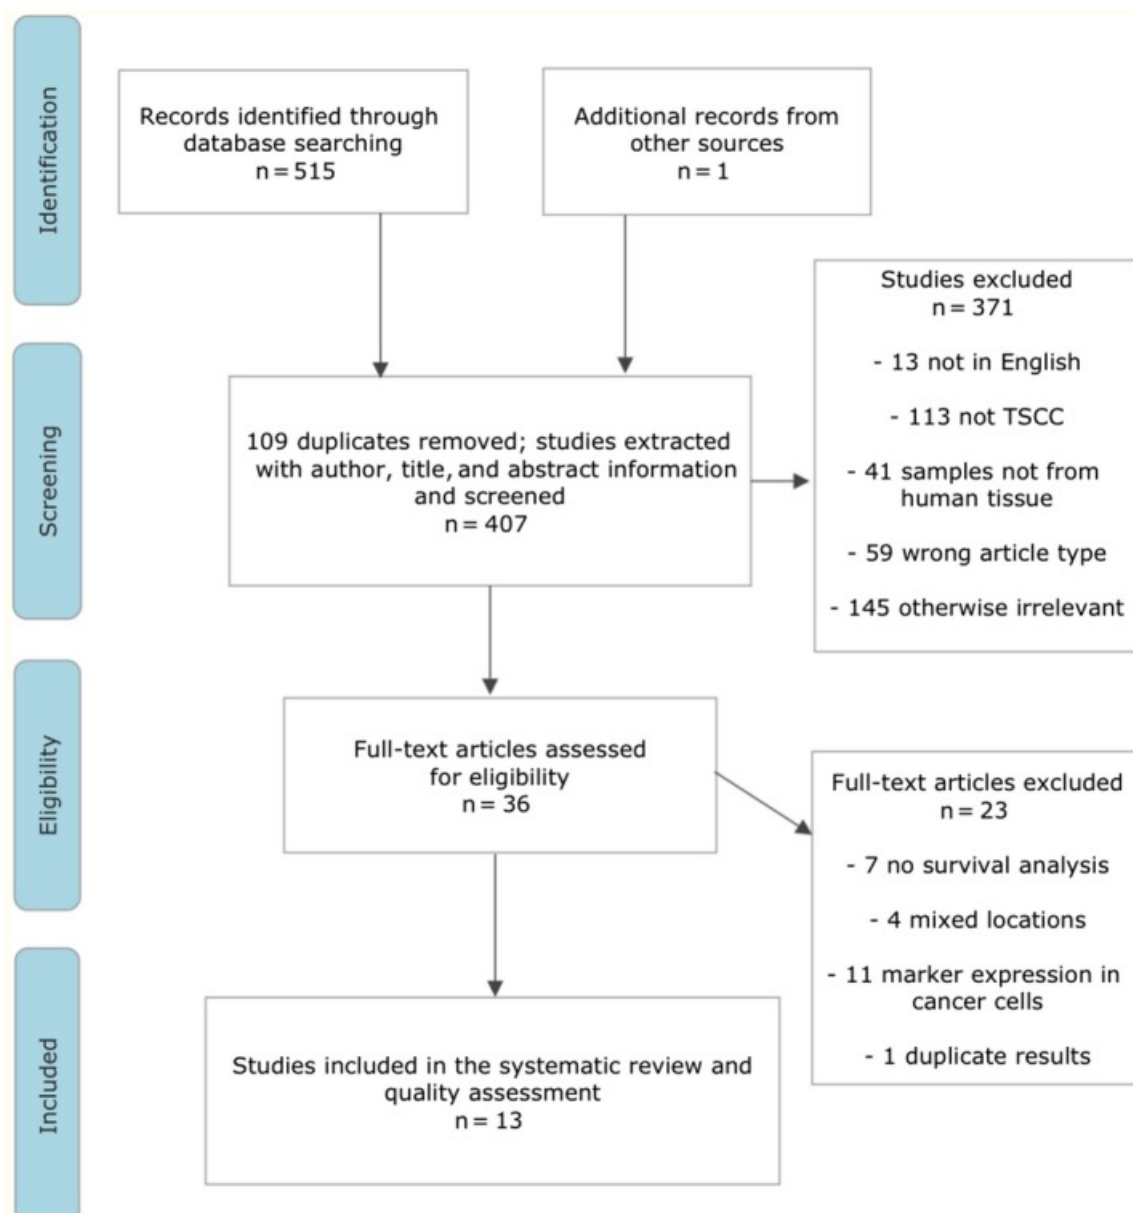 Identification
Records identified through
database searching
n = 515
Additional records from
other sources
n = 1
Studies excluded
n = 371
- 13 not in English
- 113 not TSCC
- 41 samples not from
human tissue
- 59 wrong article type
- 145 otherwise irrelevant
Screening
109 duplicates removed; studies extracted
with author, title, and abstract information
and screened
n = 407
Eligibility
Full-text articles assessed
for eligibility
n = 36
Full-text articles excluded
n = 23
- 7 no survival analysis
- 4 mixed locations
- 11 marker expression in
cancer cells
- 1 duplicate results
Included
Studies included in the systematic review and
quality assessment
n = 13